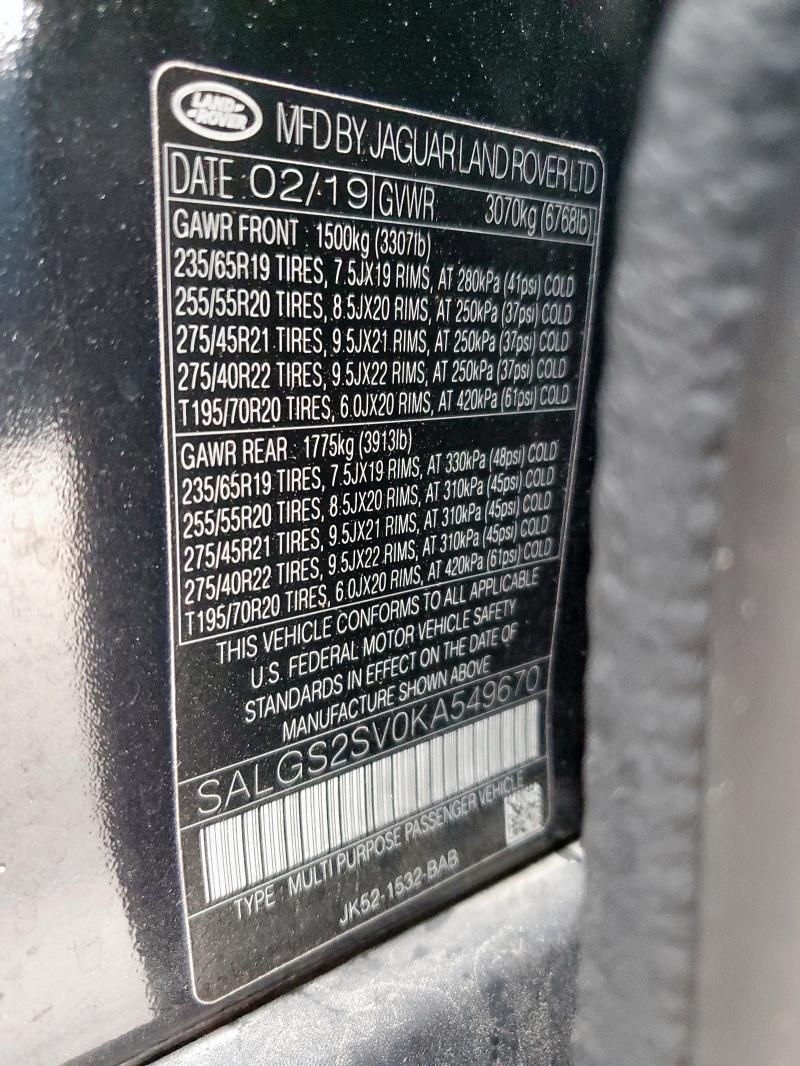 LAND ROVER
MFD BY JAGUAR LAND ROVER LTD
DATE 02/19 GVWR 3070kg (6768lb)
GAWR FRONT 1500kg (3307lb)
235/65R19 TIRES, 7.5JX19 RIMS, AT 280kPa (41psi) COLD
255/55R20 TIRES, 8.5JX20 RIMS, AT 250kPa (37psi) COLD
275/45R21 TIRES, 9.5JX21 RIMS, AT 250kPa (37psi) COLD
275/40R22 TIRES, 9.5JX22 RIMS, AT 250kPa (37psi) COLD
T195/70R20 TIRES, 6.0JX20 RIMS, AT 420kPa (61psi) COLD
GAWR REAR 1775kg (3913lb)
235/65R19 TIRES, 7.5JX19 RIMS, AT 330kPa (48psi) COLD
255/55R20 TIRES, 8.5JX20 RIMS, AT 310kPa (45psi) COLD
275/45R21 TIRES, 9.5JX21 RIMS, AT 310kPa (45psi) COLD
275/40R22 TIRES, 9.5JX22 RIMS, AT 310kPa (45psi) COLD
T195/70R20 TIRES, 6.0JX20 RIMS, AT 420kPa (61psi) COLD
THIS VEHICLE CONFORMS TO ALL APPLICABLE
U.S. FEDERAL MOTOR VEHICLE SAFETY
STANDARDS IN EFFECT ON THE DATE OF
MANUFACTURE SHOWN ABOVE
SALGS2SV0KA549670
TYPE MULTI PURPOSE PASSENGER VEHICLE
JK52-1532-BAB